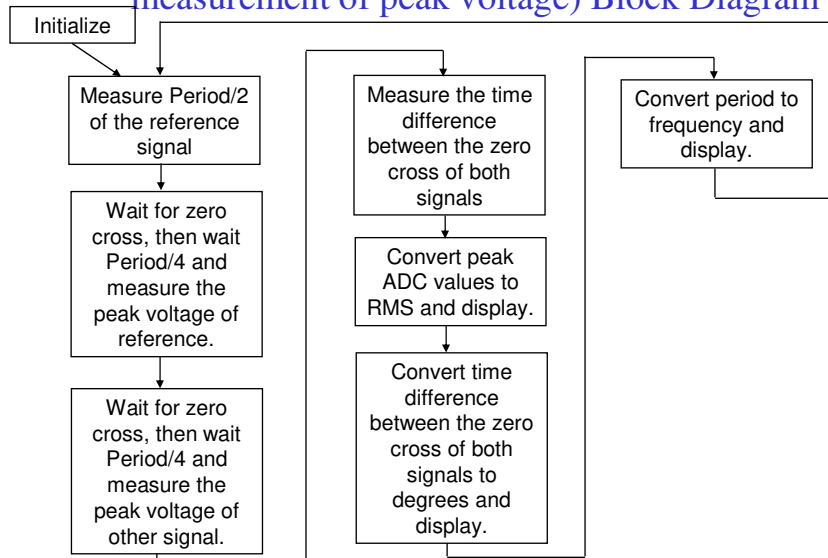 measurement of peak voltage) Block Diagram
Initialize
Measure Period/2
of the reference
signal
Wait for zero
cross, then wait
Period/4 and
measure the
peak voltage of
reference.
Wait for zero
cross, then wait
Period/4 and
measure the
peak voltage of
other signal.
Measure the time
difference
between the zero
cross of both
signals
Convert peak
ADC values to
RMS and display.
Convert time
difference
between the zero
cross of both
signals to
degrees and
display.
Convert period to
frequency and
display.